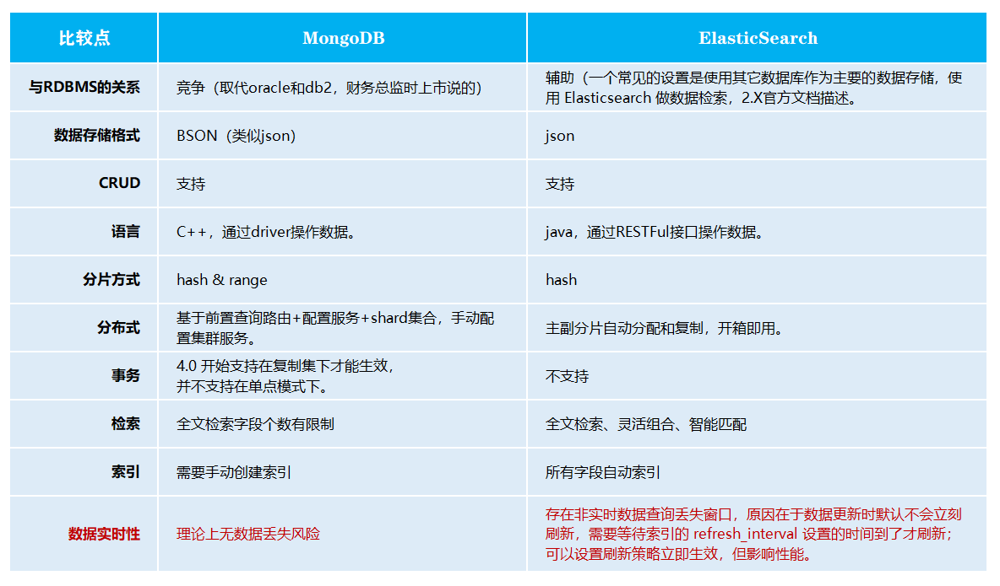 比较点 MongoDB ElasticSearch
与RDBMS的关系 竞争（取代oracle和db2，财务总监时上市说的） 辅助（一个常见的设置是使用其它数据库作为主要的数据存储，使
用 Elasticsearch 做数据检索，2.X官方文档描述。
数据存储格式 BSON（类似json） json
CRUD 支持 支持
语言 C++，通过driver操作数据。 java，通过RESTFul接口操作数据。
分片方式 hash & range hash
分布式 基于前置查询路由+配置服务+shard集合，手动配
置集群服务。 主副分片自动分配和复制，开箱即用。
事务 4.0 开始支持在复制集下才能生效，
并不支持在单点模式下。 不支持
检索 全文检索字段个数有限制 全文检索、灵活组合、智能匹配
索引 需要手动创建索引 所有字段自动索引
数据实时性 理论上无数据丢失风险 存在非实时数据查询丢失窗口，原因在于数据更新时默认不会立刻
刷新，需要等待索引的 refresh_interval 设置的时间到了才刷新；
可以设置刷新策略立即生效，但影响性能。